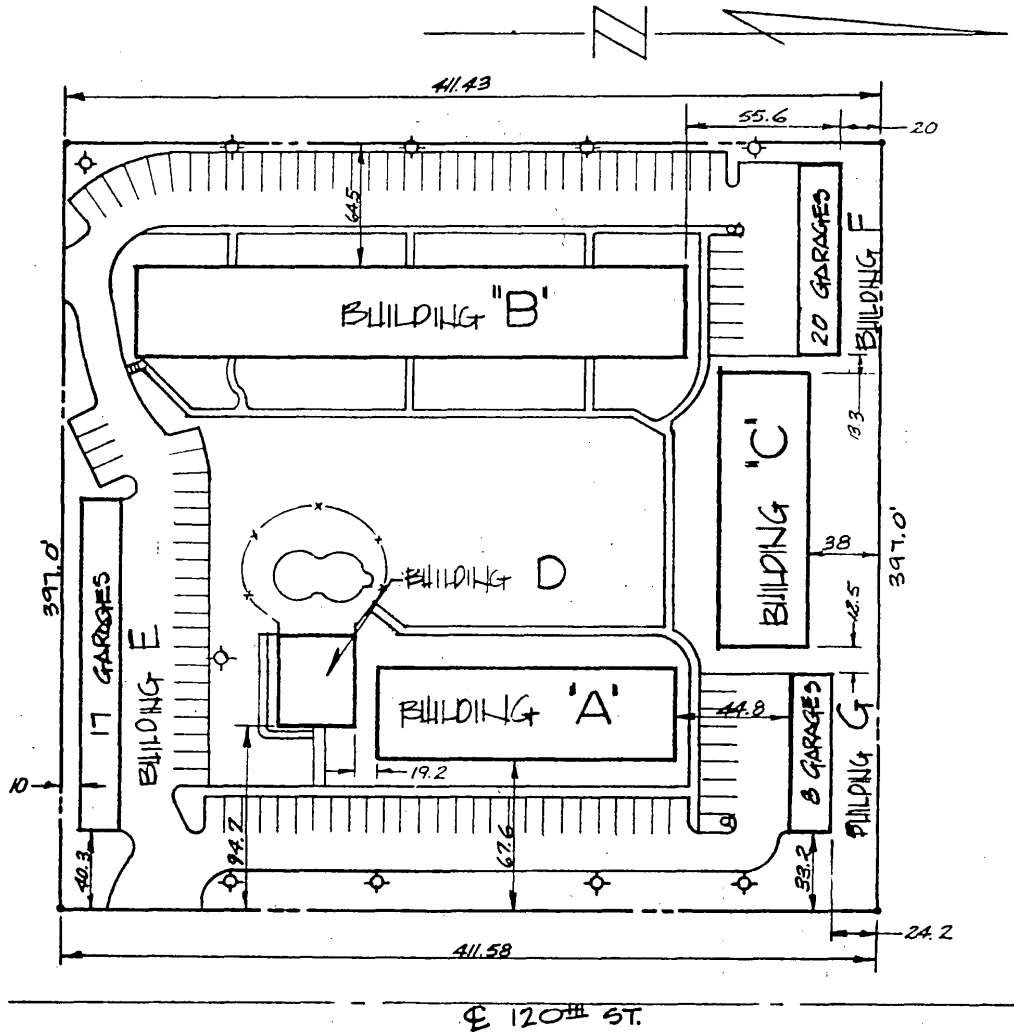 N
411.43
55.6
20
64.5
BUILDING "B"
20 GARAGES
BUILDING F
13.3
BUILDING "C"
38
397.0'
397.0'
17 GARAGES
BUILDING E
BUILDING D
12.5
BUILDING 'A'
44.8
8 GARAGES
BUILDING G
10
19.2
40.3
94.2
67.6
33.2
24.2
411.58
℄ 120TH ST.